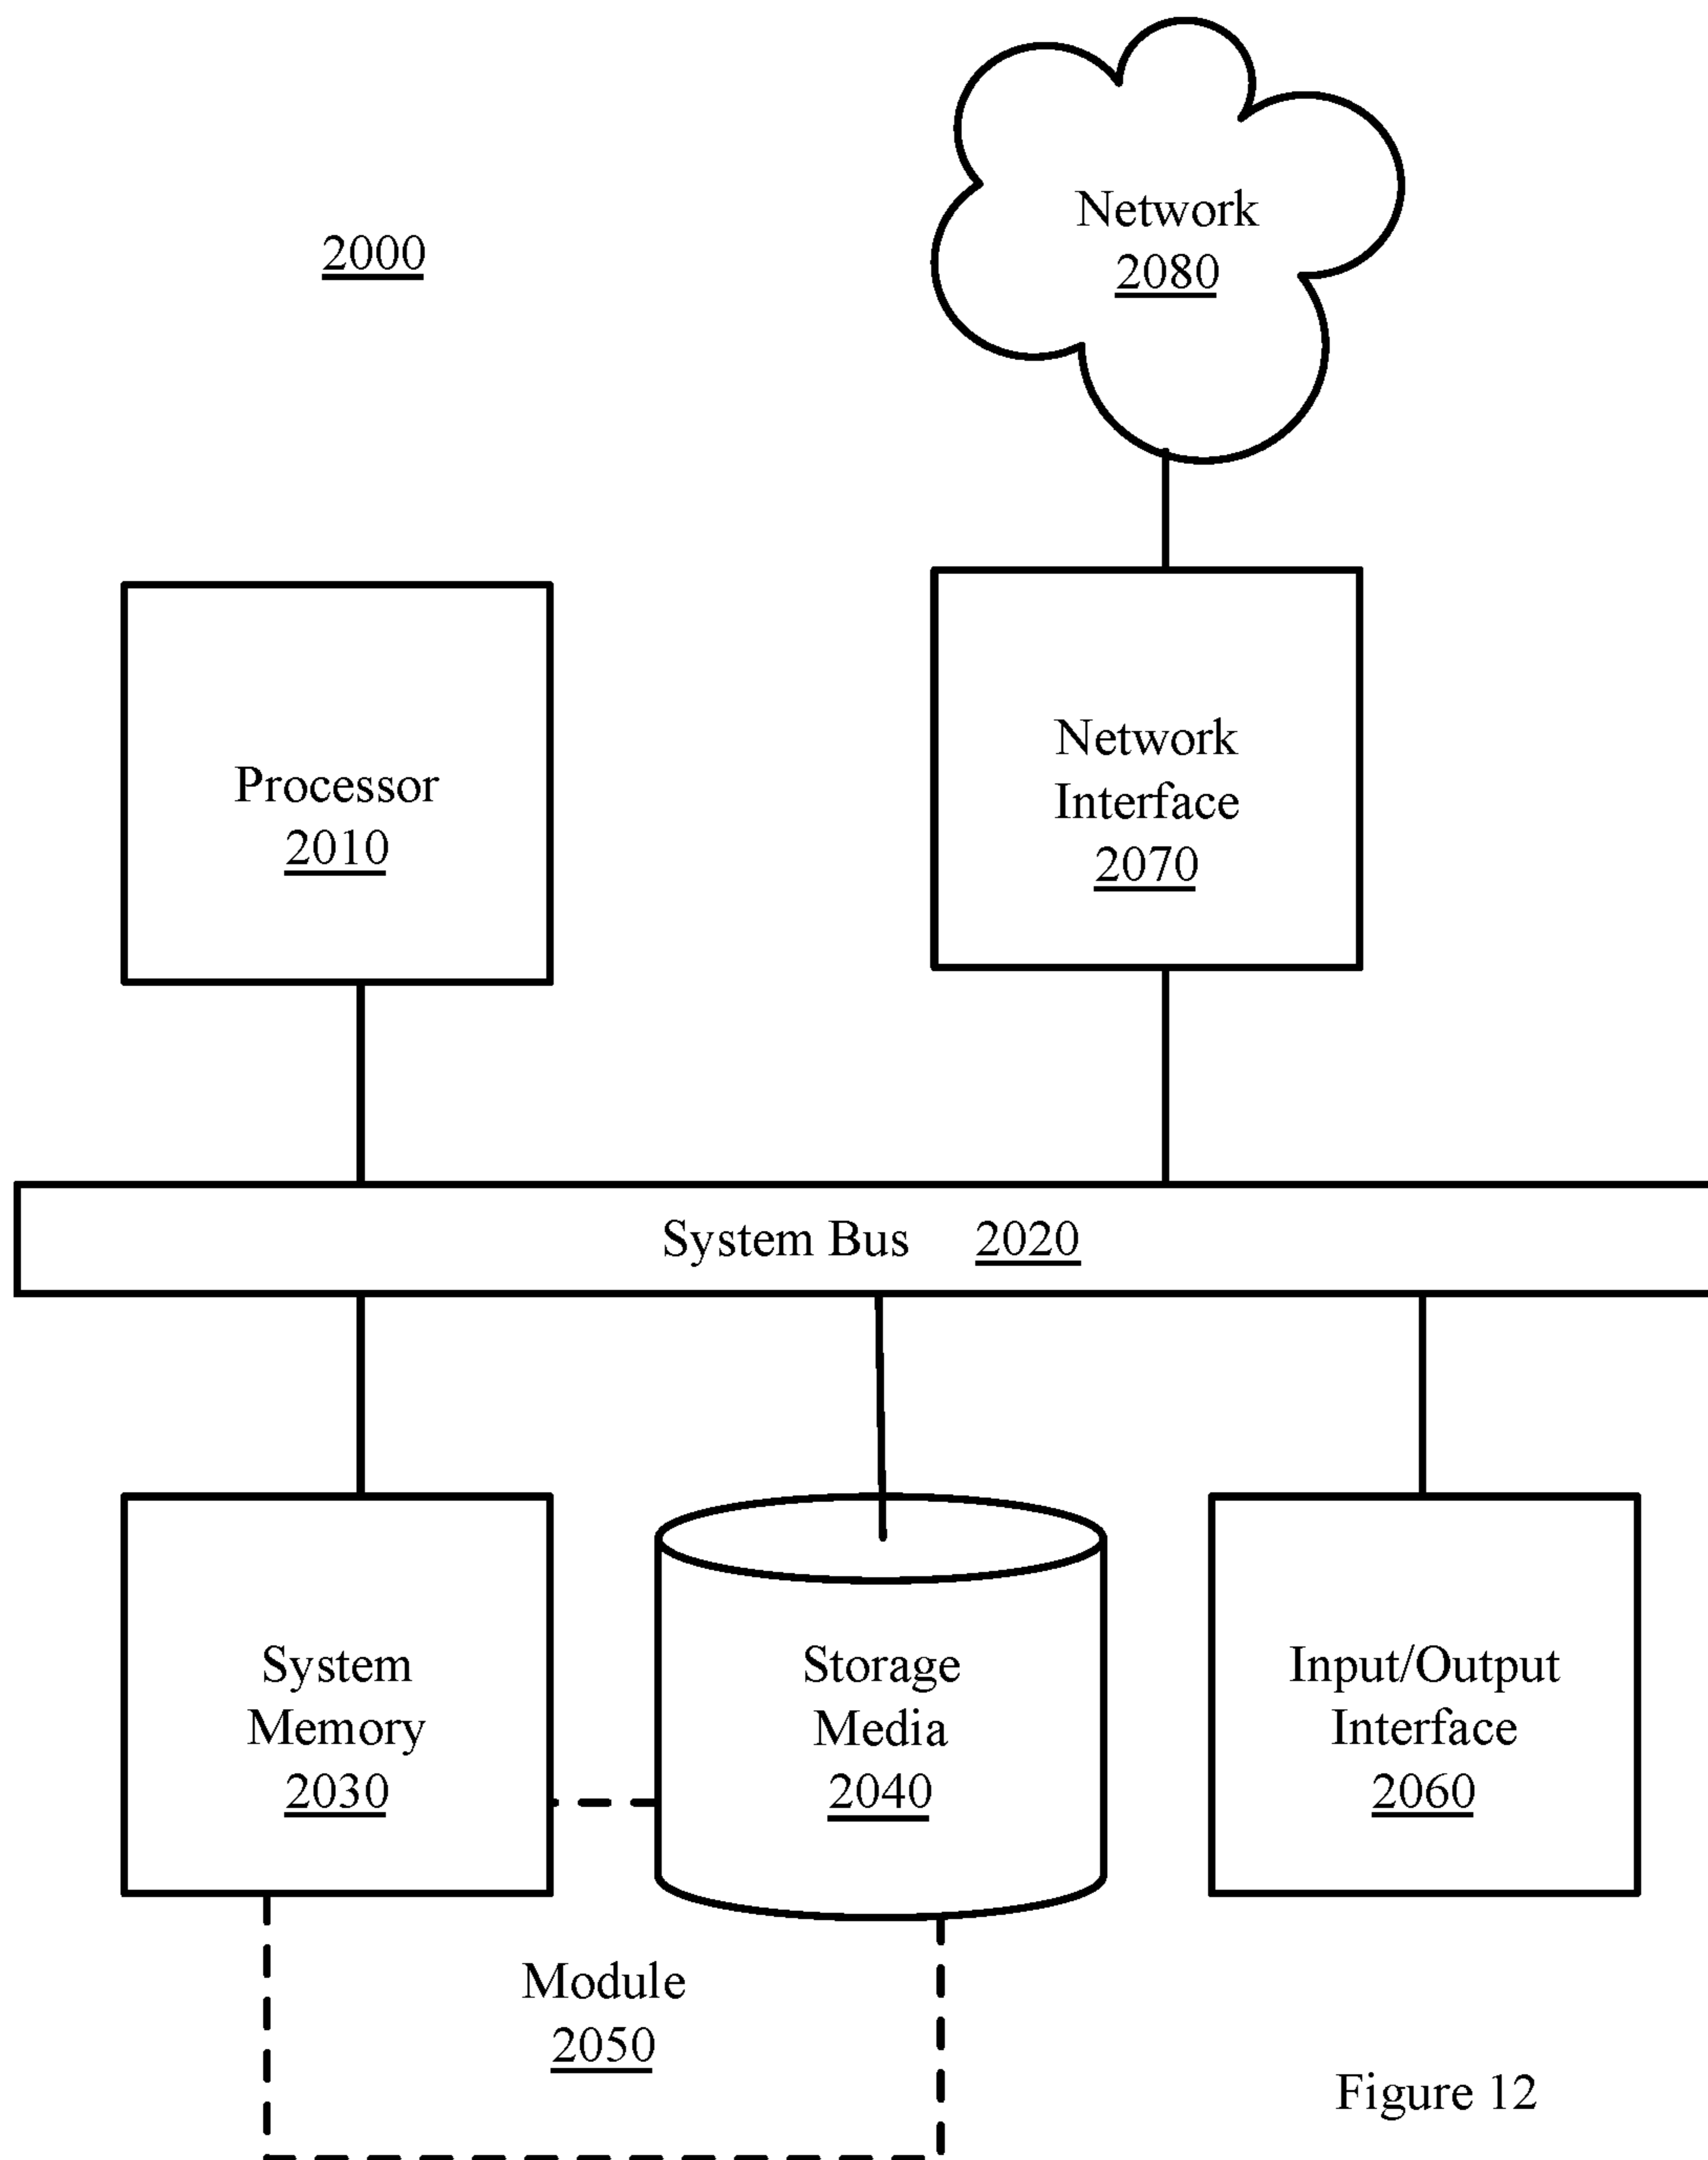 2000
Network
2080
Processor
2010
Network
Interface
2070
System Bus 2020
System
Memory
2030
Storage
Media
2040
Input/Output
Interface
2060
Module
2050
Figure 12